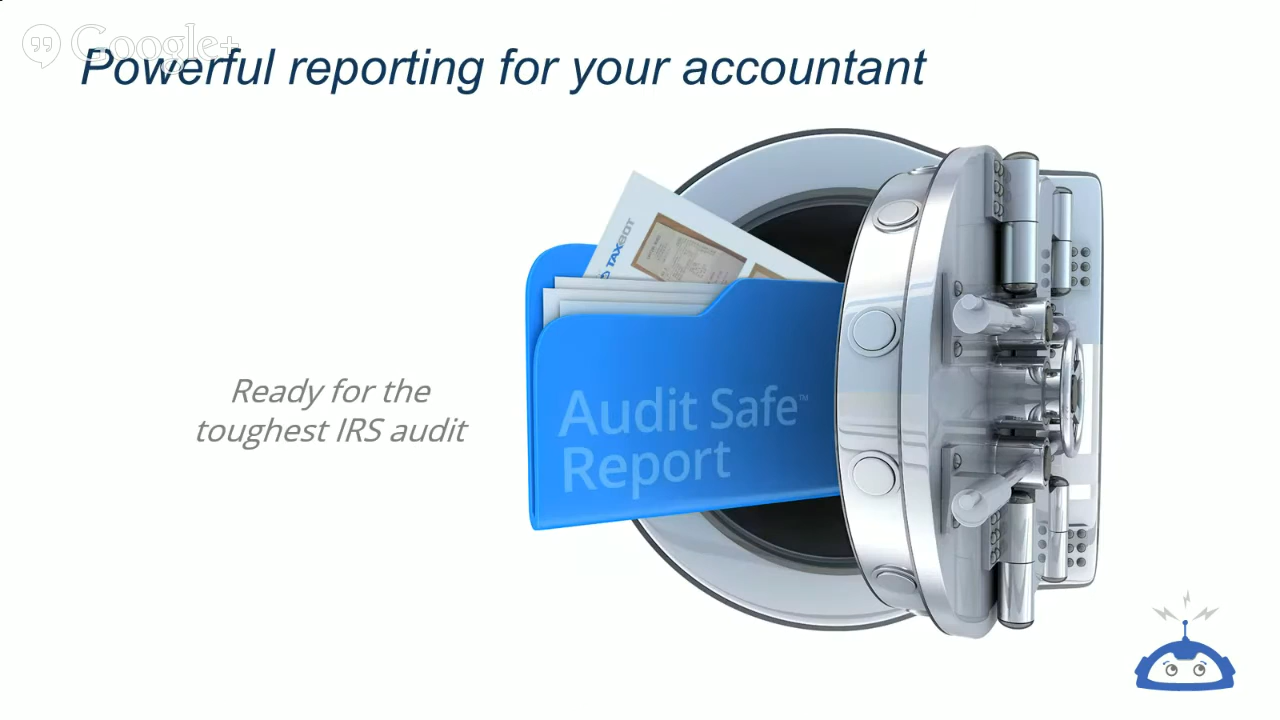 Google+
Powerful reporting for your accountant
TAXBOT
Ready for the
toughest IRS audit
Audit Safe™
Report